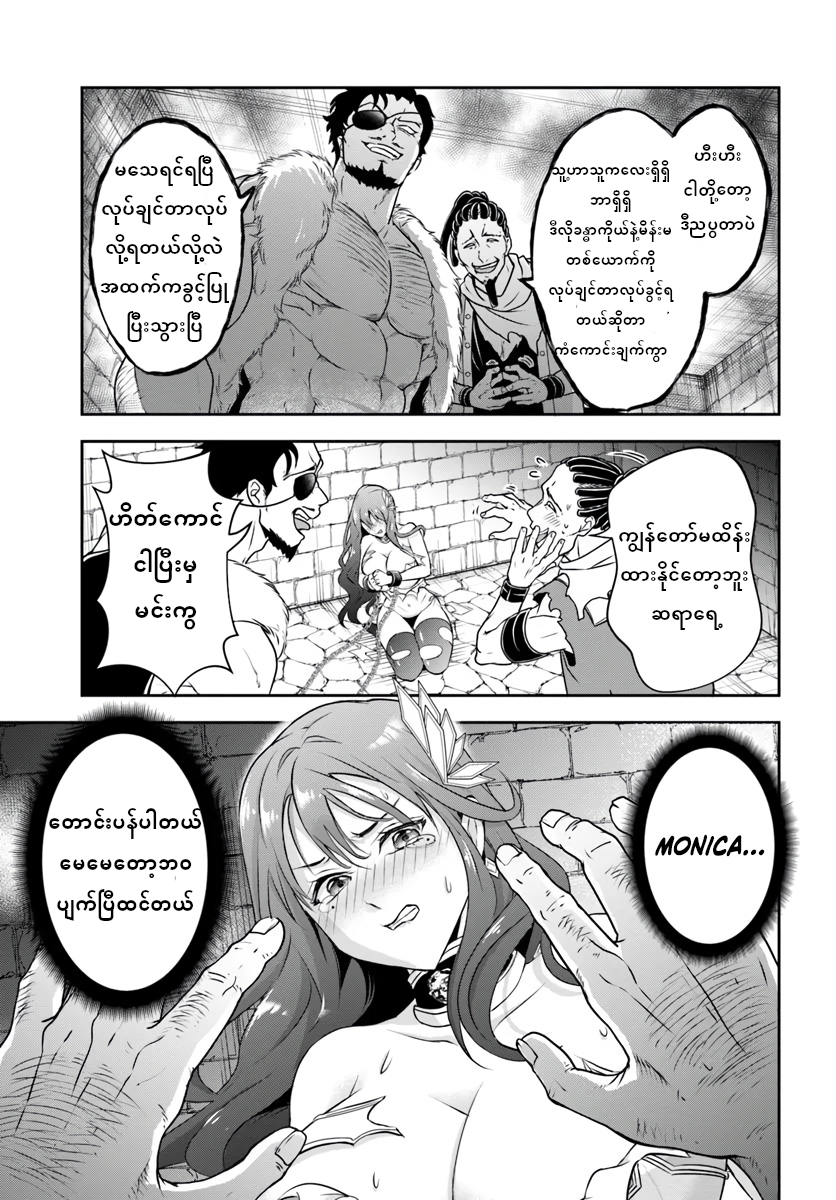 ဟီးဟီး
ငါတို့တော့
ဒီညပွတာပဲ
သူ့ဟာသူကလေးရှိရှိ
ဘာရှိရှိ
ဒီလိုခန္ဓာကိုယ်နဲ့မိန်းမ
တစ်ယောက်ကို
လုပ်ချင်တာလုပ်ခွင့်ရ
တယ်ဆိုတာ
ကံကောင်းချက်ကွာ
မသေရင်ရပြီ
လုပ်ချင်တာလုပ်
လို့ရတယ်လို့လဲ
အထက်ကခွင့်ပြု
ပြီးသွားပြီ
ကျွန်တော်မထိန်း
ထားနိုင်တော့ဘူး
ဆရာရေ့
ဟိတ်ကောင်
ငါပြီးမှ
မင်းကွ
MONICA...
တောင်းပန်ပါတယ်
မေမေတော့ဘဝ
ပျက်ပြီထင်တယ်